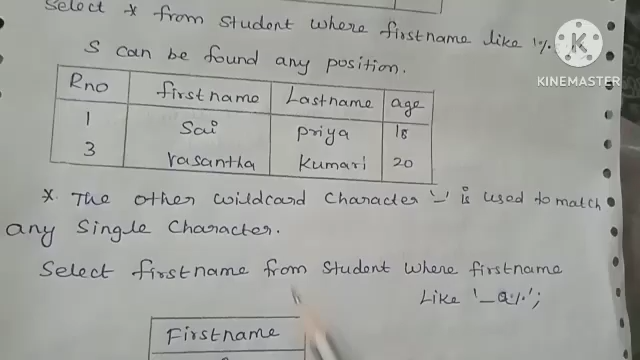 Select * from Student where firstname like '%
S can be found any position.
Rno firstname Lastname age
1 Sai Priya 18
3 vasantha Kumari 20
* The other wildcard character '_' is used to match
any single character.
Select firstname from student where firstname
Like '_a%';
Firstname
K
KINEMASTER